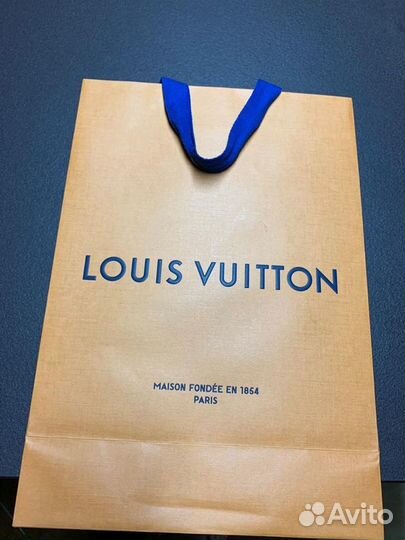 LOUIS VUITTON
MAISON FONDÉE EN 1854
PARIS
Avito